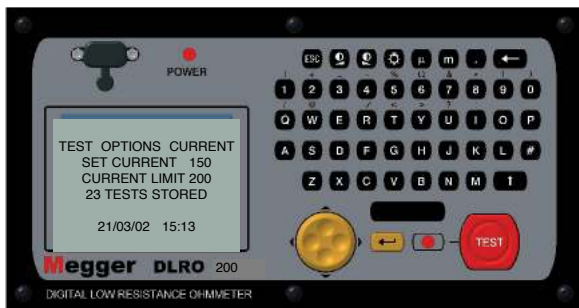 POWER
TEST OPTIONS CURRENT
SET CURRENT 150
CURRENT LIMIT 200
23 TESTS STORED
21/03/02 15:13
Megger DLRO 200
DIGITAL LOW RESISTANCE OHMMETER
ESC µ m .
1 2 3 4 5 6 7 8 9 0
Q W E R T Y U I O P
A S D F G H J K L #
Z X C V B N M
TEST